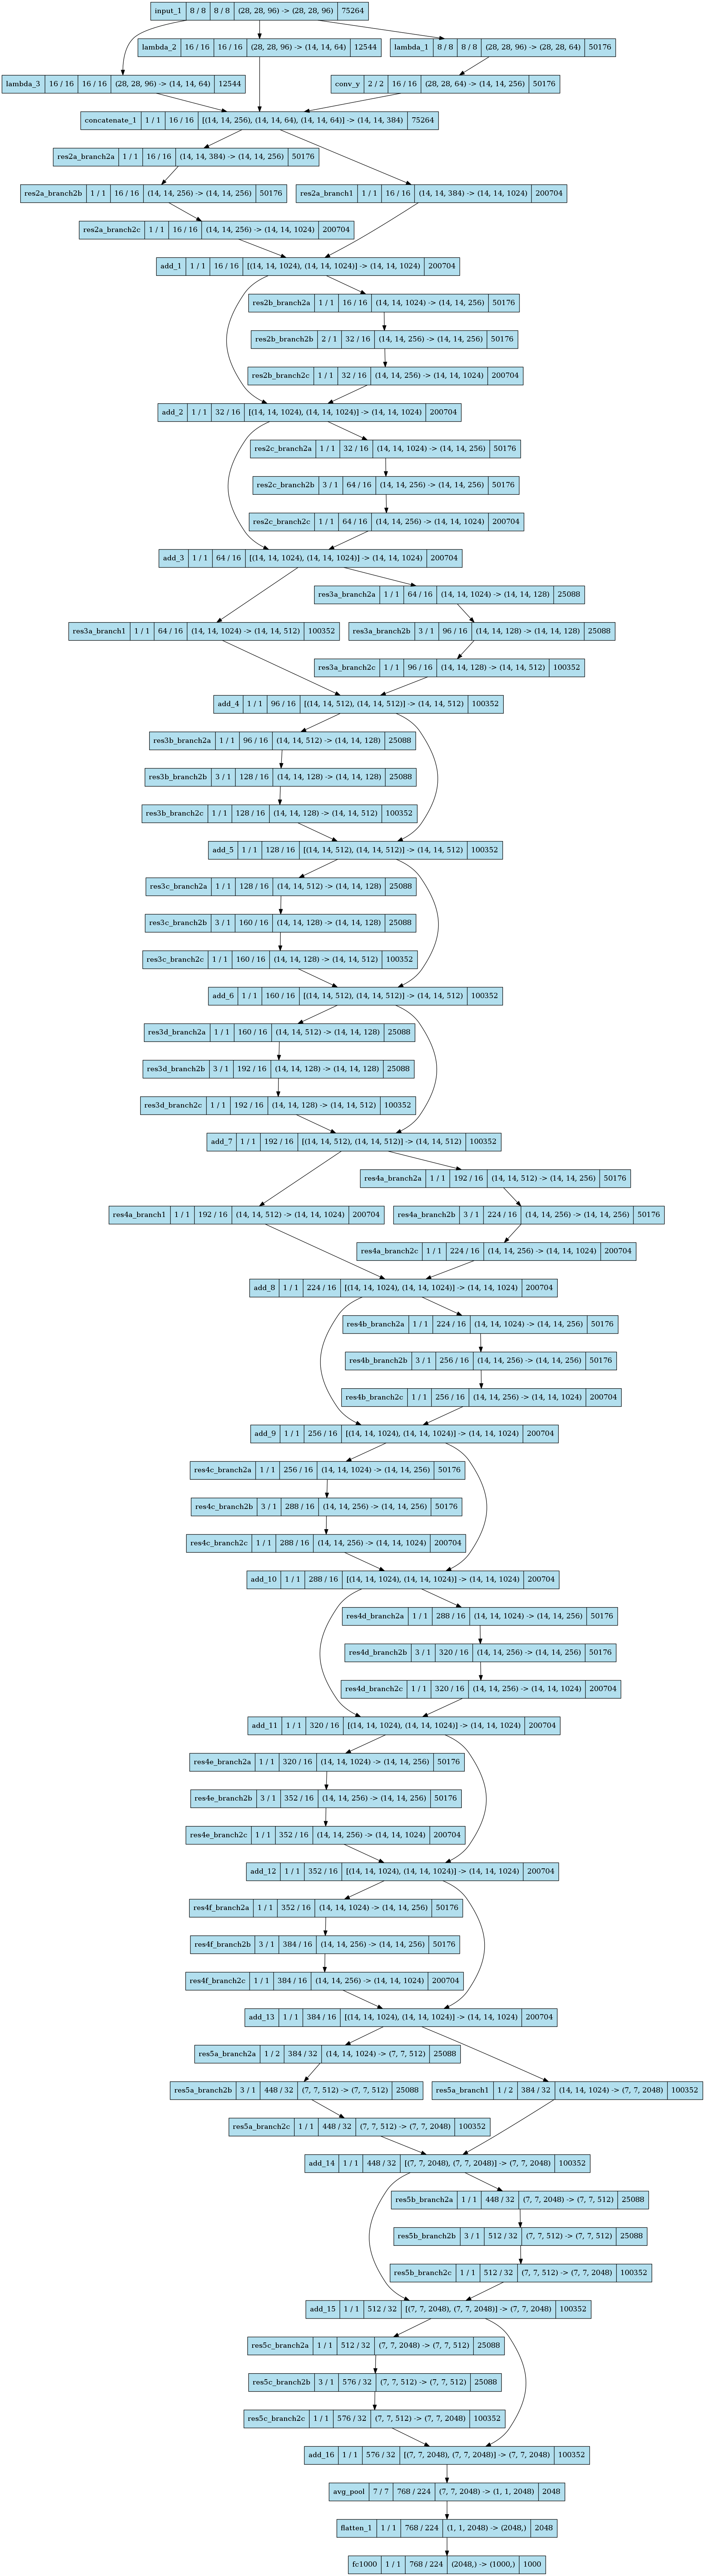 input_1 8 / 8 8 / 8 (28, 28, 96) -> (28, 28, 96) 75264
lambda_2 16 / 16 16 / 16 (28, 28, 96) -> (14, 14, 64) 12544
lambda_1 8 / 8 8 / 8 (28, 28, 96) -> (28, 28, 64) 50176
lambda_3 16 / 16 16 / 16 (28, 28, 96) -> (14, 14, 64) 12544
conv_y 2 / 2 16 / 16 (28, 28, 64) -> (14, 14, 256) 50176
concatenate_1 1 / 1 16 / 16 [(14, 14, 256), (14, 14, 64), (14, 14, 64)] -> (14, 14, 384) 75264
res2a_branch2a 1 / 1 16 / 16 (14, 14, 384) -> (14, 14, 256) 50176
res2a_branch2b 1 / 1 16 / 16 (14, 14, 256) -> (14, 14, 256) 50176
res2a_branch1 1 / 1 16 / 16 (14, 14, 384) -> (14, 14, 1024) 200704
res2a_branch2c 1 / 1 16 / 16 (14, 14, 256) -> (14, 14, 1024) 200704
add_1 1 / 1 16 / 16 [(14, 14, 1024), (14, 14, 1024)] -> (14, 14, 1024) 200704
res2b_branch2a 1 / 1 16 / 16 (14, 14, 1024) -> (14, 14, 256) 50176
res2b_branch2b 2 / 1 32 / 16 (14, 14, 256) -> (14, 14, 256) 50176
res2b_branch2c 1 / 1 32 / 16 (14, 14, 256) -> (14, 14, 1024) 200704
add_2 1 / 1 32 / 16 [(14, 14, 1024), (14, 14, 1024)] -> (14, 14, 1024) 200704
res2c_branch2a 1 / 1 32 / 16 (14, 14, 1024) -> (14, 14, 256) 50176
res2c_branch2b 3 / 1 64 / 16 (14, 14, 256) -> (14, 14, 256) 50176
res2c_branch2c 1 / 1 64 / 16 (14, 14, 256) -> (14, 14, 1024) 200704
add_3 1 / 1 64 / 16 [(14, 14, 1024), (14, 14, 1024)] -> (14, 14, 1024) 200704
res3a_branch2a 1 / 1 64 / 16 (14, 14, 1024) -> (14, 14, 128) 25088
res3a_branch1 1 / 1 64 / 16 (14, 14, 1024) -> (14, 14, 512) 100352
res3a_branch2b 3 / 1 96 / 16 (14, 14, 128) -> (14, 14, 128) 25088
res3a_branch2c 1 / 1 96 / 16 (14, 14, 128) -> (14, 14, 512) 100352
add_4 1 / 1 96 / 16 [(14, 14, 512), (14, 14, 512)] -> (14, 14, 512) 100352
res3b_branch2a 1 / 1 96 / 16 (14, 14, 512) -> (14, 14, 128) 25088
res3b_branch2b 3 / 1 128 / 16 (14, 14, 128) -> (14, 14, 128) 25088
res3b_branch2c 1 / 1 128 / 16 (14, 14, 128) -> (14, 14, 512) 100352
add_5 1 / 1 128 / 16 [(14, 14, 512), (14, 14, 512)] -> (14, 14, 512) 100352
res3c_branch2a 1 / 1 128 / 16 (14, 14, 512) -> (14, 14, 128) 25088
res3c_branch2b 3 / 1 160 / 16 (14, 14, 128) -> (14, 14, 128) 25088
res3c_branch2c 1 / 1 160 / 16 (14, 14, 128) -> (14, 14, 512) 100352
add_6 1 / 1 160 / 16 [(14, 14, 512), (14, 14, 512)] -> (14, 14, 512) 100352
res3d_branch2a 1 / 1 160 / 16 (14, 14, 512) -> (14, 14, 128) 25088
res3d_branch2b 3 / 1 192 / 16 (14, 14, 128) -> (14, 14, 128) 25088
res3d_branch2c 1 / 1 192 / 16 (14, 14, 128) -> (14, 14, 512) 100352
add_7 1 / 1 192 / 16 [(14, 14, 512), (14, 14, 512)] -> (14, 14, 512) 100352
res4a_branch2a 1 / 1 192 / 16 (14, 14, 512) -> (14, 14, 256) 50176
res4a_branch1 1 / 1 192 / 16 (14, 14, 512) -> (14, 14, 1024) 200704
res4a_branch2b 3 / 1 224 / 16 (14, 14, 256) -> (14, 14, 256) 50176
res4a_branch2c 1 / 1 224 / 16 (14, 14, 256) -> (14, 14, 1024) 200704
add_8 1 / 1 224 / 16 [(14, 14, 1024), (14, 14, 1024)] -> (14, 14, 1024) 200704
res4b_branch2a 1 / 1 224 / 16 (14, 14, 1024) -> (14, 14, 256) 50176
res4b_branch2b 3 / 1 256 / 16 (14, 14, 256) -> (14, 14, 256) 50176
res4b_branch2c 1 / 1 256 / 16 (14, 14, 256) -> (14, 14, 1024) 200704
add_9 1 / 1 256 / 16 [(14, 14, 1024), (14, 14, 1024)] -> (14, 14, 1024) 200704
res4c_branch2a 1 / 1 256 / 16 (14, 14, 1024) -> (14, 14, 256) 50176
res4c_branch2b 3 / 1 288 / 16 (14, 14, 256) -> (14, 14, 256) 50176
res4c_branch2c 1 / 1 288 / 16 (14, 14, 256) -> (14, 14, 1024) 200704
add_10 1 / 1 288 / 16 [(14, 14, 1024), (14, 14, 1024)] -> (14, 14, 1024) 200704
res4d_branch2a 1 / 1 288 / 16 (14, 14, 1024) -> (14, 14, 256) 50176
res4d_branch2b 3 / 1 320 / 16 (14, 14, 256) -> (14, 14, 256) 50176
res4d_branch2c 1 / 1 320 / 16 (14, 14, 256) -> (14, 14, 1024) 200704
add_11 1 / 1 320 / 16 [(14, 14, 1024), (14, 14, 1024)] -> (14, 14, 1024) 200704
res4e_branch2a 1 / 1 320 / 16 (14, 14, 1024) -> (14, 14, 256) 50176
res4e_branch2b 3 / 1 352 / 16 (14, 14, 256) -> (14, 14, 256) 50176
res4e_branch2c 1 / 1 352 / 16 (14, 14, 256) -> (14, 14, 1024) 200704
add_12 1 / 1 352 / 16 [(14, 14, 1024), (14, 14, 1024)] -> (14, 14, 1024) 200704
res4f_branch2a 1 / 1 352 / 16 (14, 14, 1024) -> (14, 14, 256) 50176
res4f_branch2b 3 / 1 384 / 16 (14, 14, 256) -> (14, 14, 256) 50176
res4f_branch2c 1 / 1 384 / 16 (14, 14, 256) -> (14, 14, 1024) 200704
add_13 1 / 1 384 / 16 [(14, 14, 1024), (14, 14, 1024)] -> (14, 14, 1024) 200704
res5a_branch2a 1 / 2 384 / 32 (14, 14, 1024) -> (7, 7, 512) 25088
res5a_branch2b 3 / 1 448 / 32 (7, 7, 512) -> (7, 7, 512) 25088
res5a_branch1 1 / 2 384 / 32 (14, 14, 1024) -> (7, 7, 2048) 100352
res5a_branch2c 1 / 1 448 / 32 (7, 7, 512) -> (7, 7, 2048) 100352
add_14 1 / 1 448 / 32 [(7, 7, 2048), (7, 7, 2048)] -> (7, 7, 2048) 100352
res5b_branch2a 1 / 1 448 / 32 (7, 7, 2048) -> (7, 7, 512) 25088
res5b_branch2b 3 / 1 512 / 32 (7, 7, 512) -> (7, 7, 512) 25088
res5b_branch2c 1 / 1 512 / 32 (7, 7, 512) -> (7, 7, 2048) 100352
add_15 1 / 1 512 / 32 [(7, 7, 2048), (7, 7, 2048)] -> (7, 7, 2048) 100352
res5c_branch2a 1 / 1 512 / 32 (7, 7, 2048) -> (7, 7, 512) 25088
res5c_branch2b 3 / 1 576 / 32 (7, 7, 512) -> (7, 7, 512) 25088
res5c_branch2c 1 / 1 576 / 32 (7, 7, 512) -> (7, 7, 2048) 100352
add_16 1 / 1 576 / 32 [(7, 7, 2048), (7, 7, 2048)] -> (7, 7, 2048) 100352
avg_pool 7 / 7 768 / 224 (7, 7, 2048) -> (1, 1, 2048) 2048
flatten_1 1 / 1 768 / 224 (1, 1, 2048) -> (2048,) 2048
fc1000 1 / 1 768 / 224 (2048,) -> (1000,) 1000